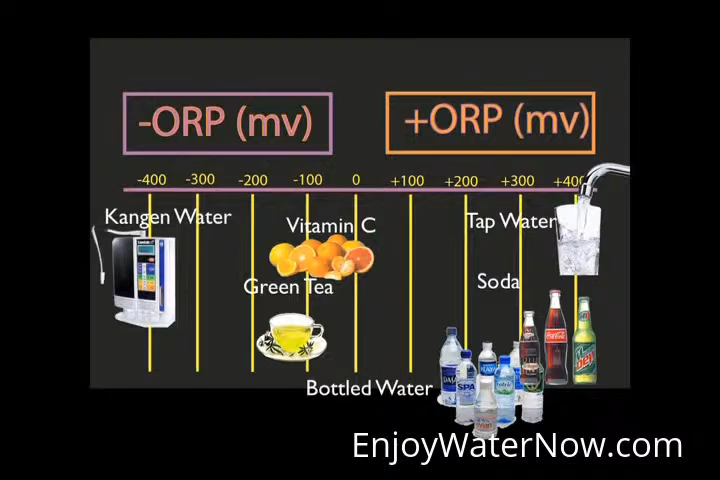 -ORP (mv) +ORP (mv)
-400 -300 -200 -100 0 +100 +200 +300 +400
Kangen Water
Vitamin C
Tap Water
Green Tea
Soda
Bottled Water
EnjoyWaterNow.com